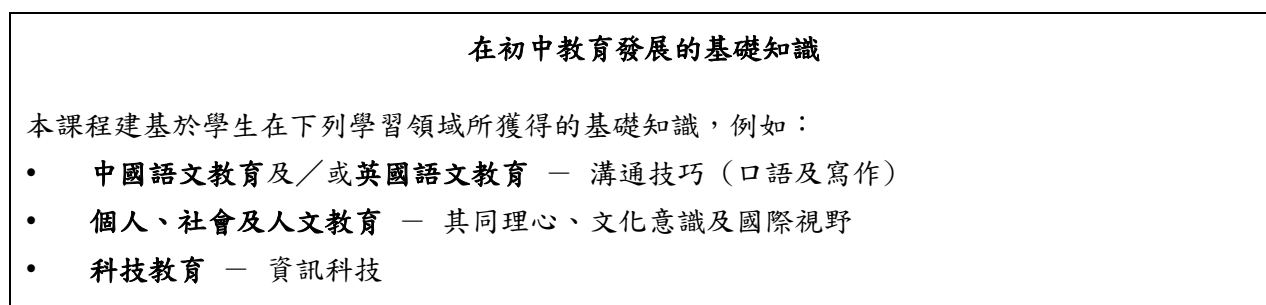 在初中教育發展的基礎知識
本課程建基於學生在下列學習領域所獲得的基礎知識，例如：
• 中國語文教育及／或英國語文教育 － 溝通技巧（口語及寫作）
• 個人、社會及人文教育 － 其同理心、文化意識及國際視野
• 科技教育 － 資訊科技